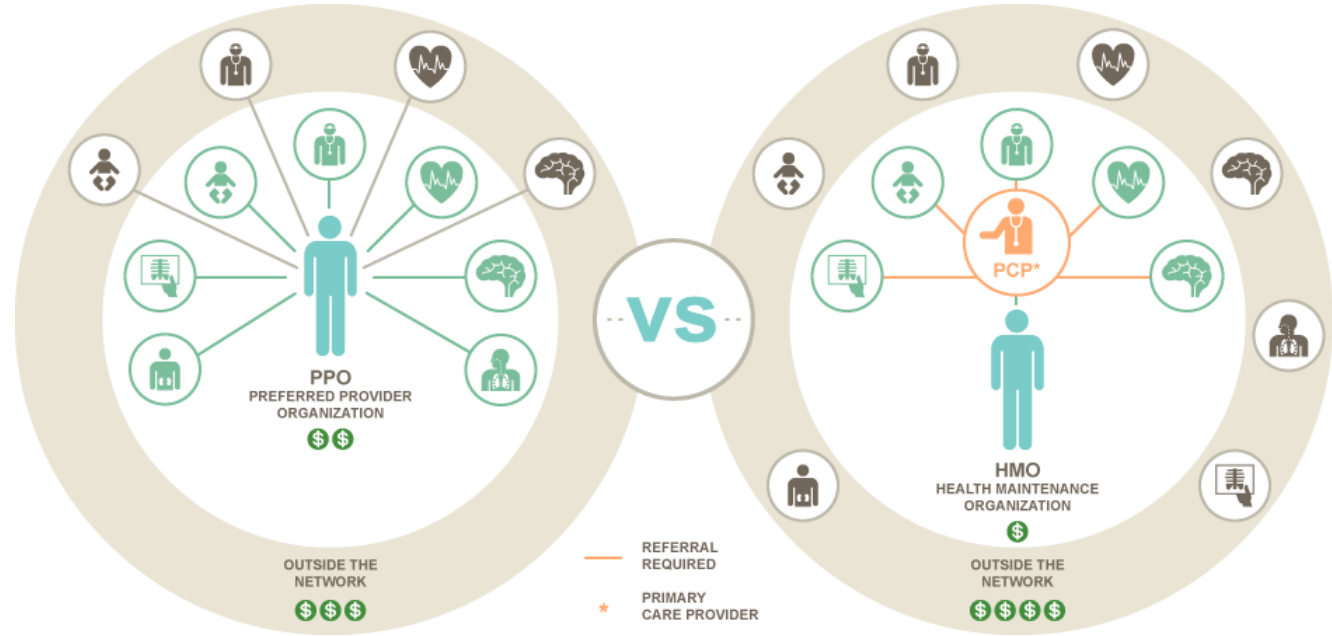 PPO
PREFERRED PROVIDER
ORGANIZATION
$ $
OUTSIDE THE
NETWORK
$ $ $
VS
REFERRAL
REQUIRED
* PRIMARY
CARE PROVIDER
PCP*
HMO
HEALTH MAINTENANCE
ORGANIZATION
$
OUTSIDE THE
NETWORK
$ $ $ $